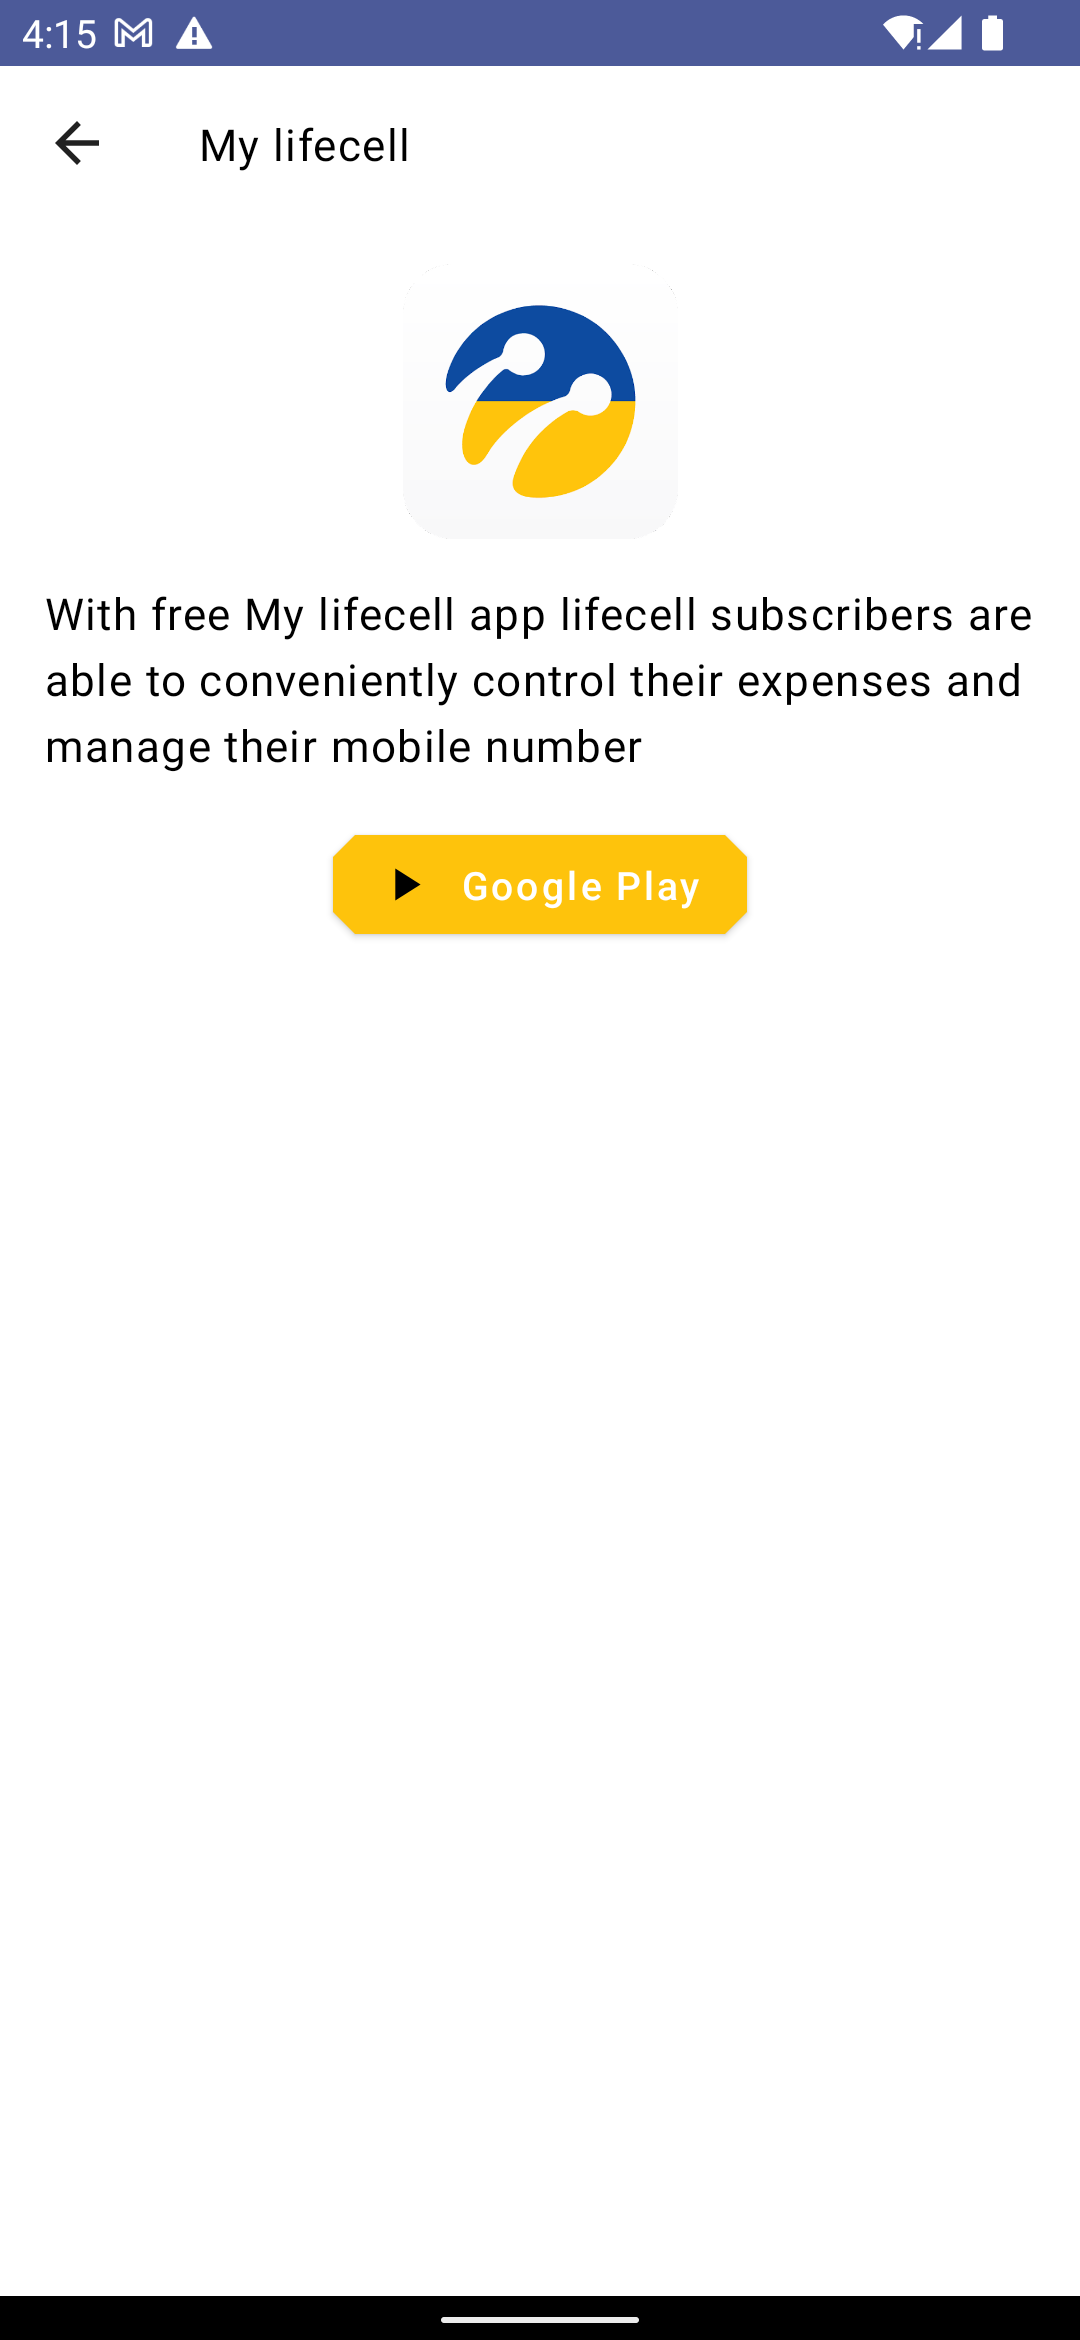 4:15
My lifecell
With free My lifecell app lifecell subscribers are
able to conveniently control their expenses and
manage their mobile number
Google Play